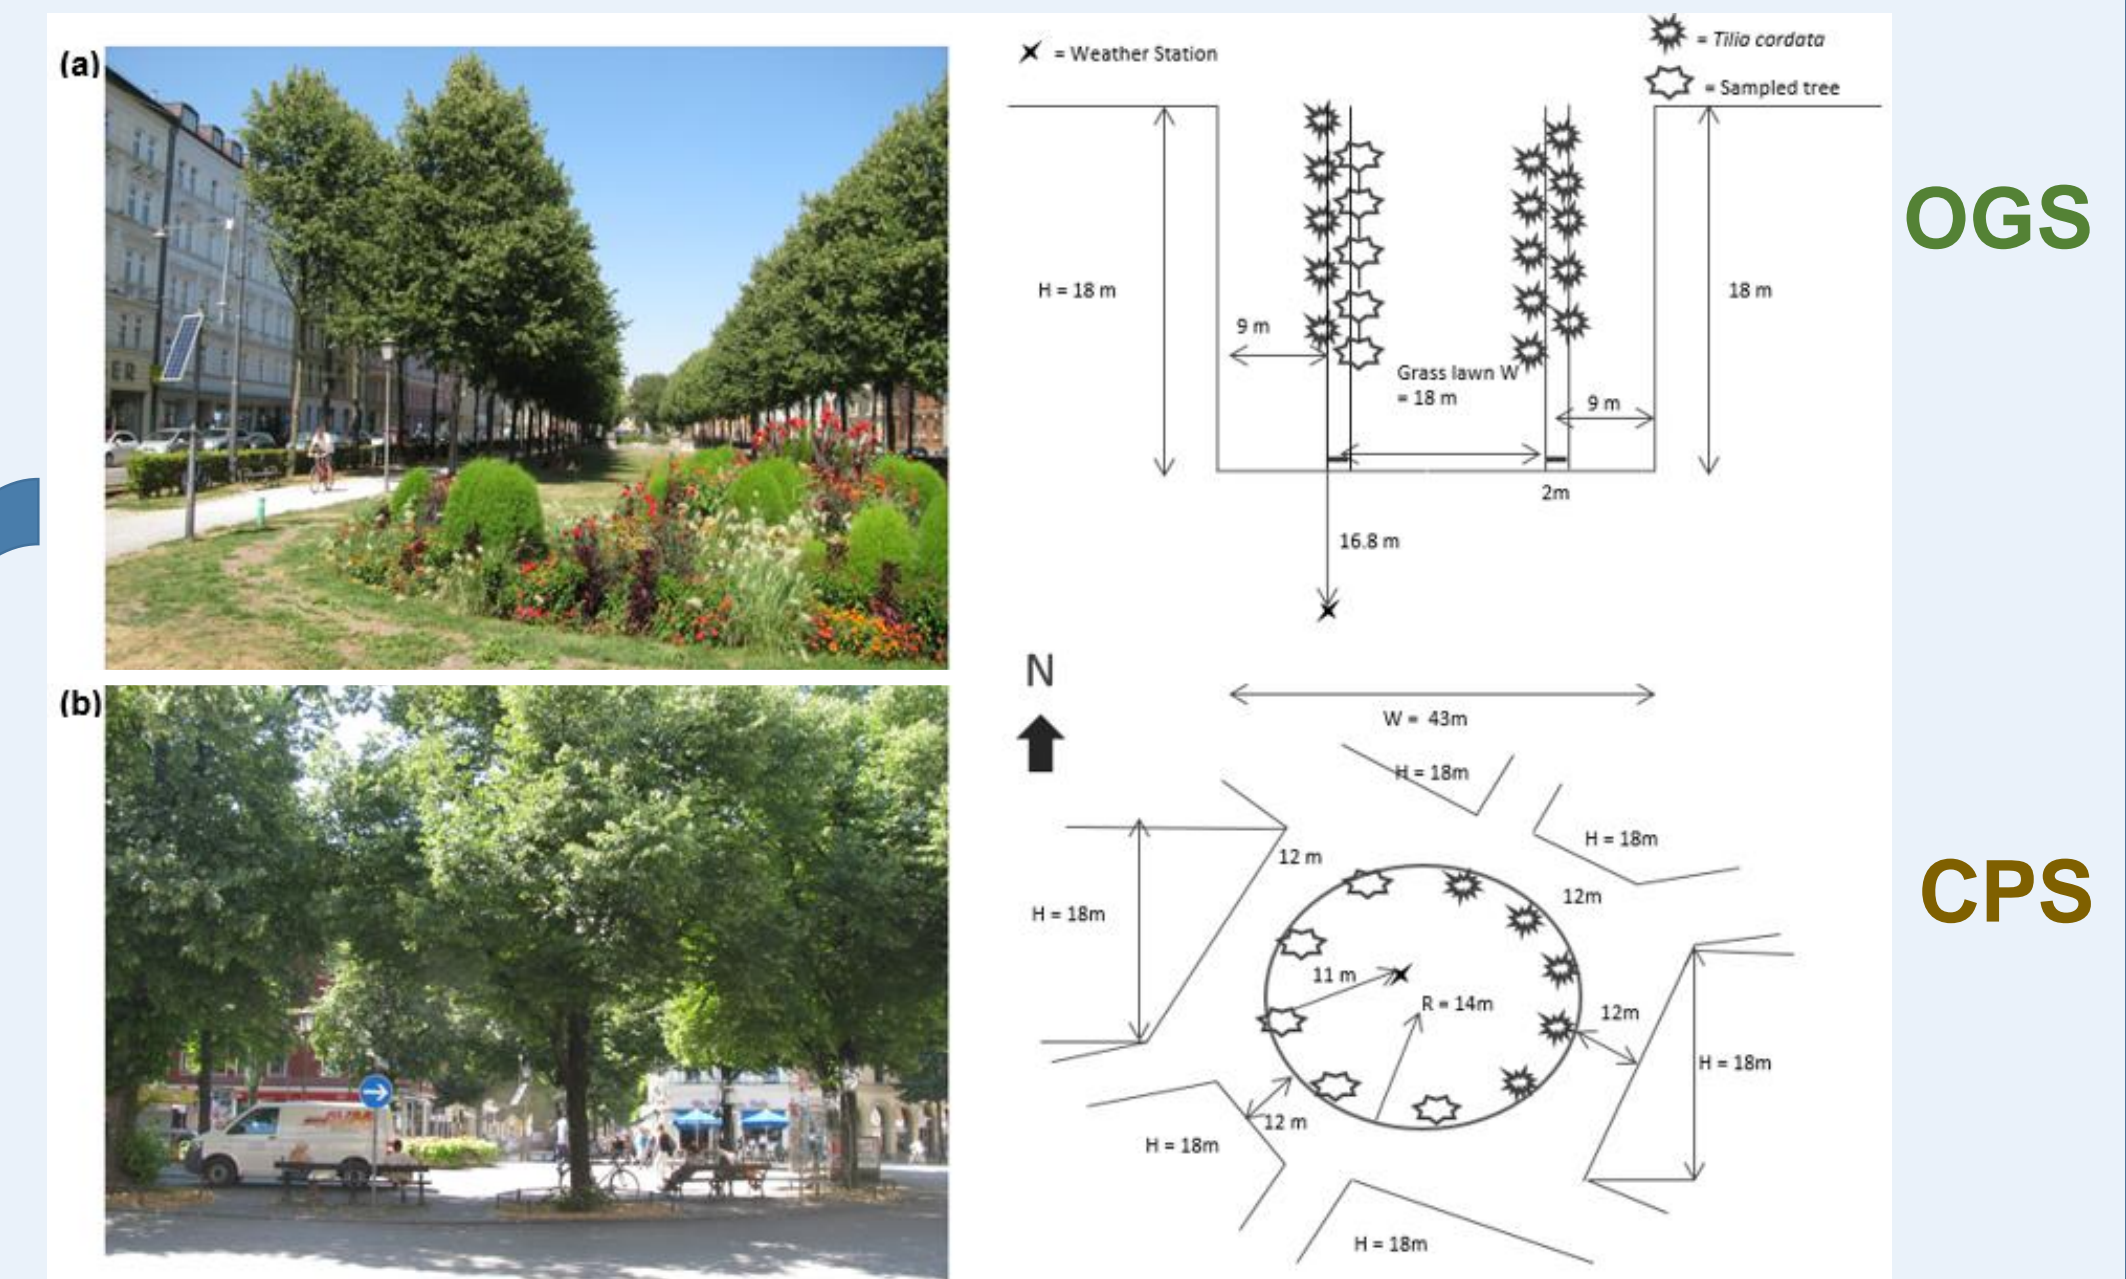 (a)
= Weather Station
= Tilia cordata
= Sampled tree
OGS
H = 18 m
18 m
9 m
Grass lawn W
= 18 m
9 m
2m
16.8 m
N
W = 43m
(b)
H = 18m
H = 18m
12 m
12m
CPS
H = 18m
11 m
R = 14m
12m
H = 18m
12 m
H = 18m
H = 18m